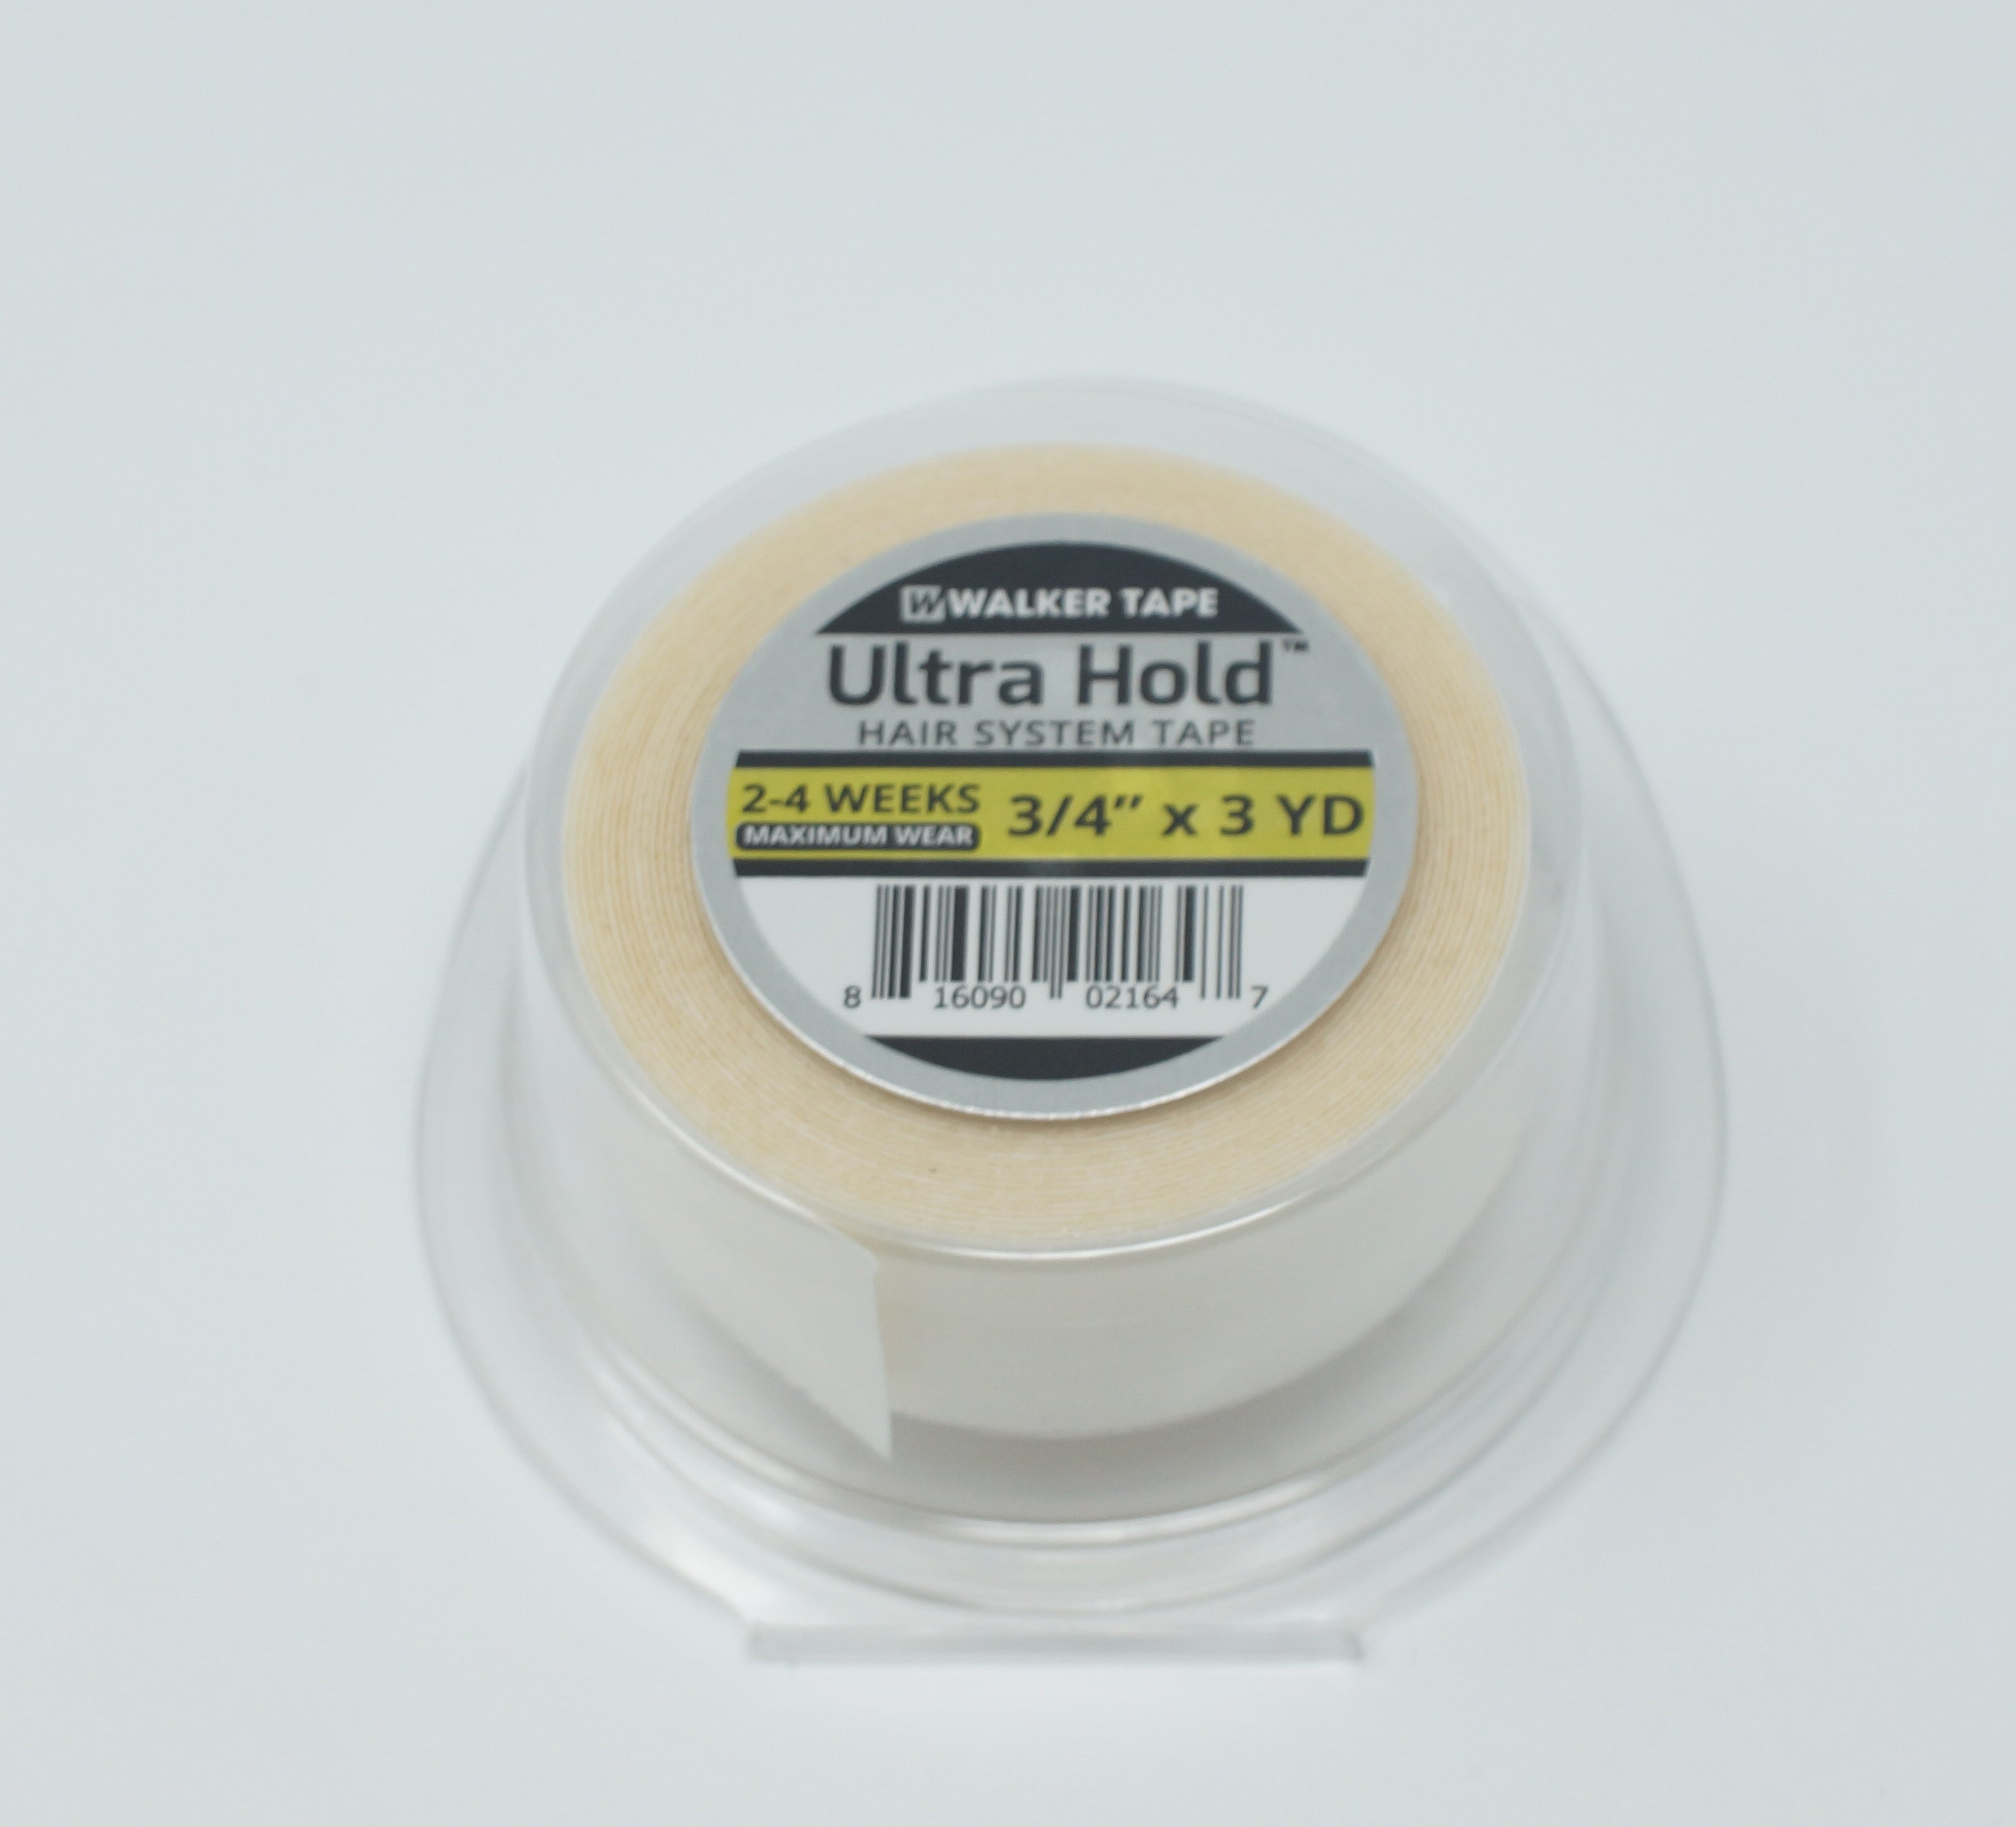 W WALKER TAPE
Ultra Hold™
HAIR SYSTEM TAPE
2-4 WEEKS
MAXIMUM WEAR
3/4" x 3 YD
8 16090 02164 7